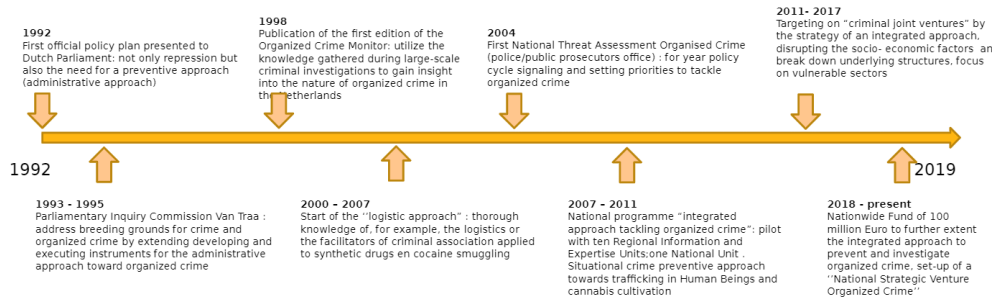 1992
First official policy plan presented to
Dutch Parliament: not only repression but
also the need for a preventive approach
(administrative approach)
1998
Publication of the first edition of the
Organized Crime Monitor: utilize the
knowledge gathered during large-scale
criminal investigations to gain insight
into the nature of organized crime in
the Netherlands
2004
First National Threat Assessment Organised Crime
(police/public prosecutors office) : for year policy
cycle signaling and setting priorities to tackle
organized crime
2011- 2017
Targeting on “criminal joint ventures” by
the strategy of an integrated approach,
disrupting the socio- economic factors an
break down underlying structures, focus
on vulnerable sectors
1992
2019
1993 - 1995
Parliamentary Inquiry Commission Van Traa :
address breeding grounds for crime and
organized crime by extending developing and
executing instruments for the administrative
approach toward organized crime
2000 – 2007
Start of the ‘‘logistic approach” : thorough
knowledge of, for example, the logistics or
the facilitators of criminal association applied
to synthetic drugs en cocaine smuggling
2007 – 2011
National programme “integrated
approach tackling organized crime”: pilot
with ten Regional Information and
Expertise Units;one National Unit .
Situational crime preventive approach
towards trafficking in Human Beings and
cannabis cultivation
2018 - present
Nationwide Fund of 100
million Euro to further extent
the integrated approach to
prevent and investigate
organized crime, set-up of a
‘‘National Strategic Venture
Organized Crime’’